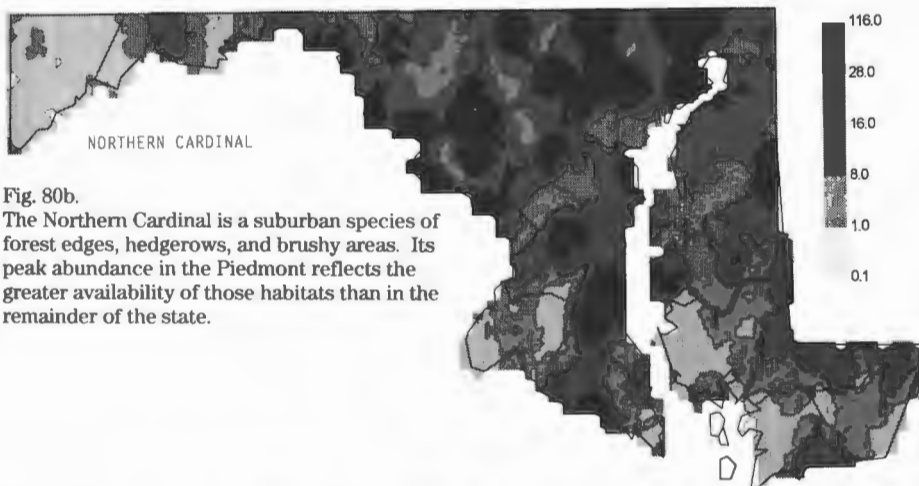 116.0
28.0
16.0
8.0
1.0
0.1
NORTHERN CARDINAL
Fig. 80b.
The Northern Cardinal is a suburban species of
forest edges, hedgerows, and brushy areas. Its
peak abundance in the Piedmont reflects the
greater availability of those habitats than in the
remainder of the state.